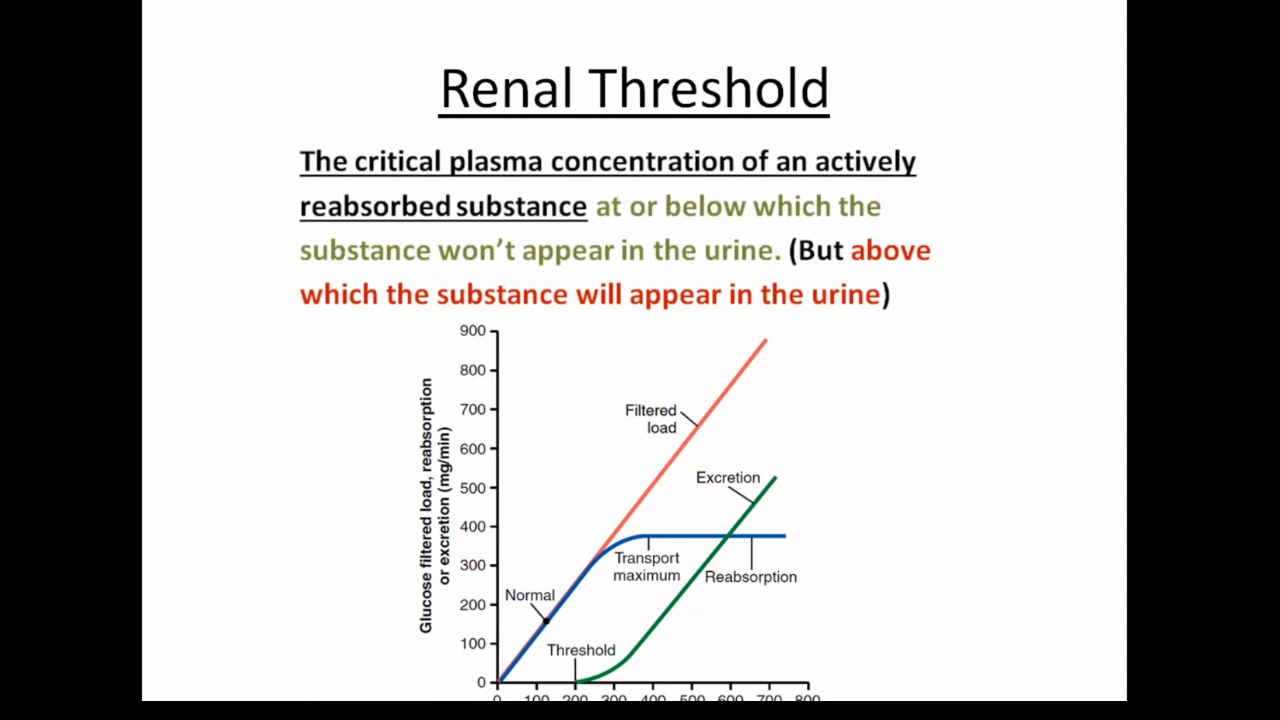 Renal Threshold
The critical plasma concentration of an actively
reabsorbed substance at or below which the
substance won't appear in the urine. (But above
which the substance will appear in the urine)
900
800
700
600
500
400
300
200
100
0
Glucose filtered load, reabsorption
or excretion (mg/min)
Filtered
load
Excretion
Transport
maximum
Reabsorption
Normal
Threshold
0 100 200 300 400 500 600 700 800